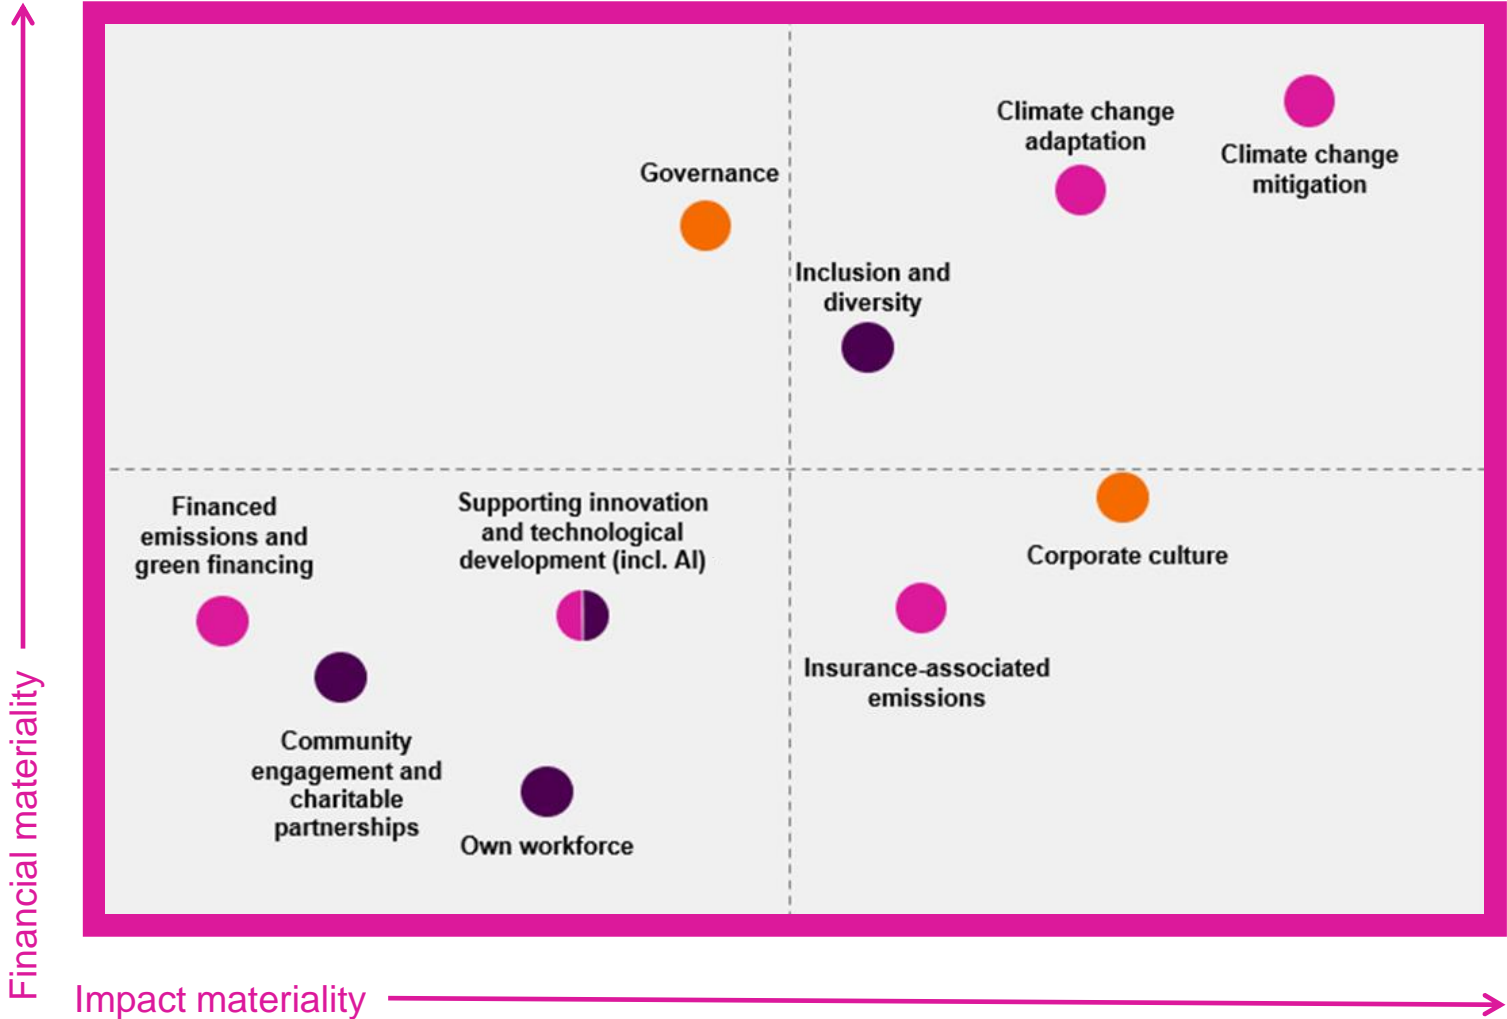 Climate change
adaptation
Climate change
mitigation
Governance
Inclusion and
diversity
Financed
emissions and
green financing
Supporting innovation
and technological
development (incl. AI)
Corporate culture
Insurance-associated
emissions
Community
engagement and
charitable
partnerships
Own workforce
Financial materiality
Impact materiality